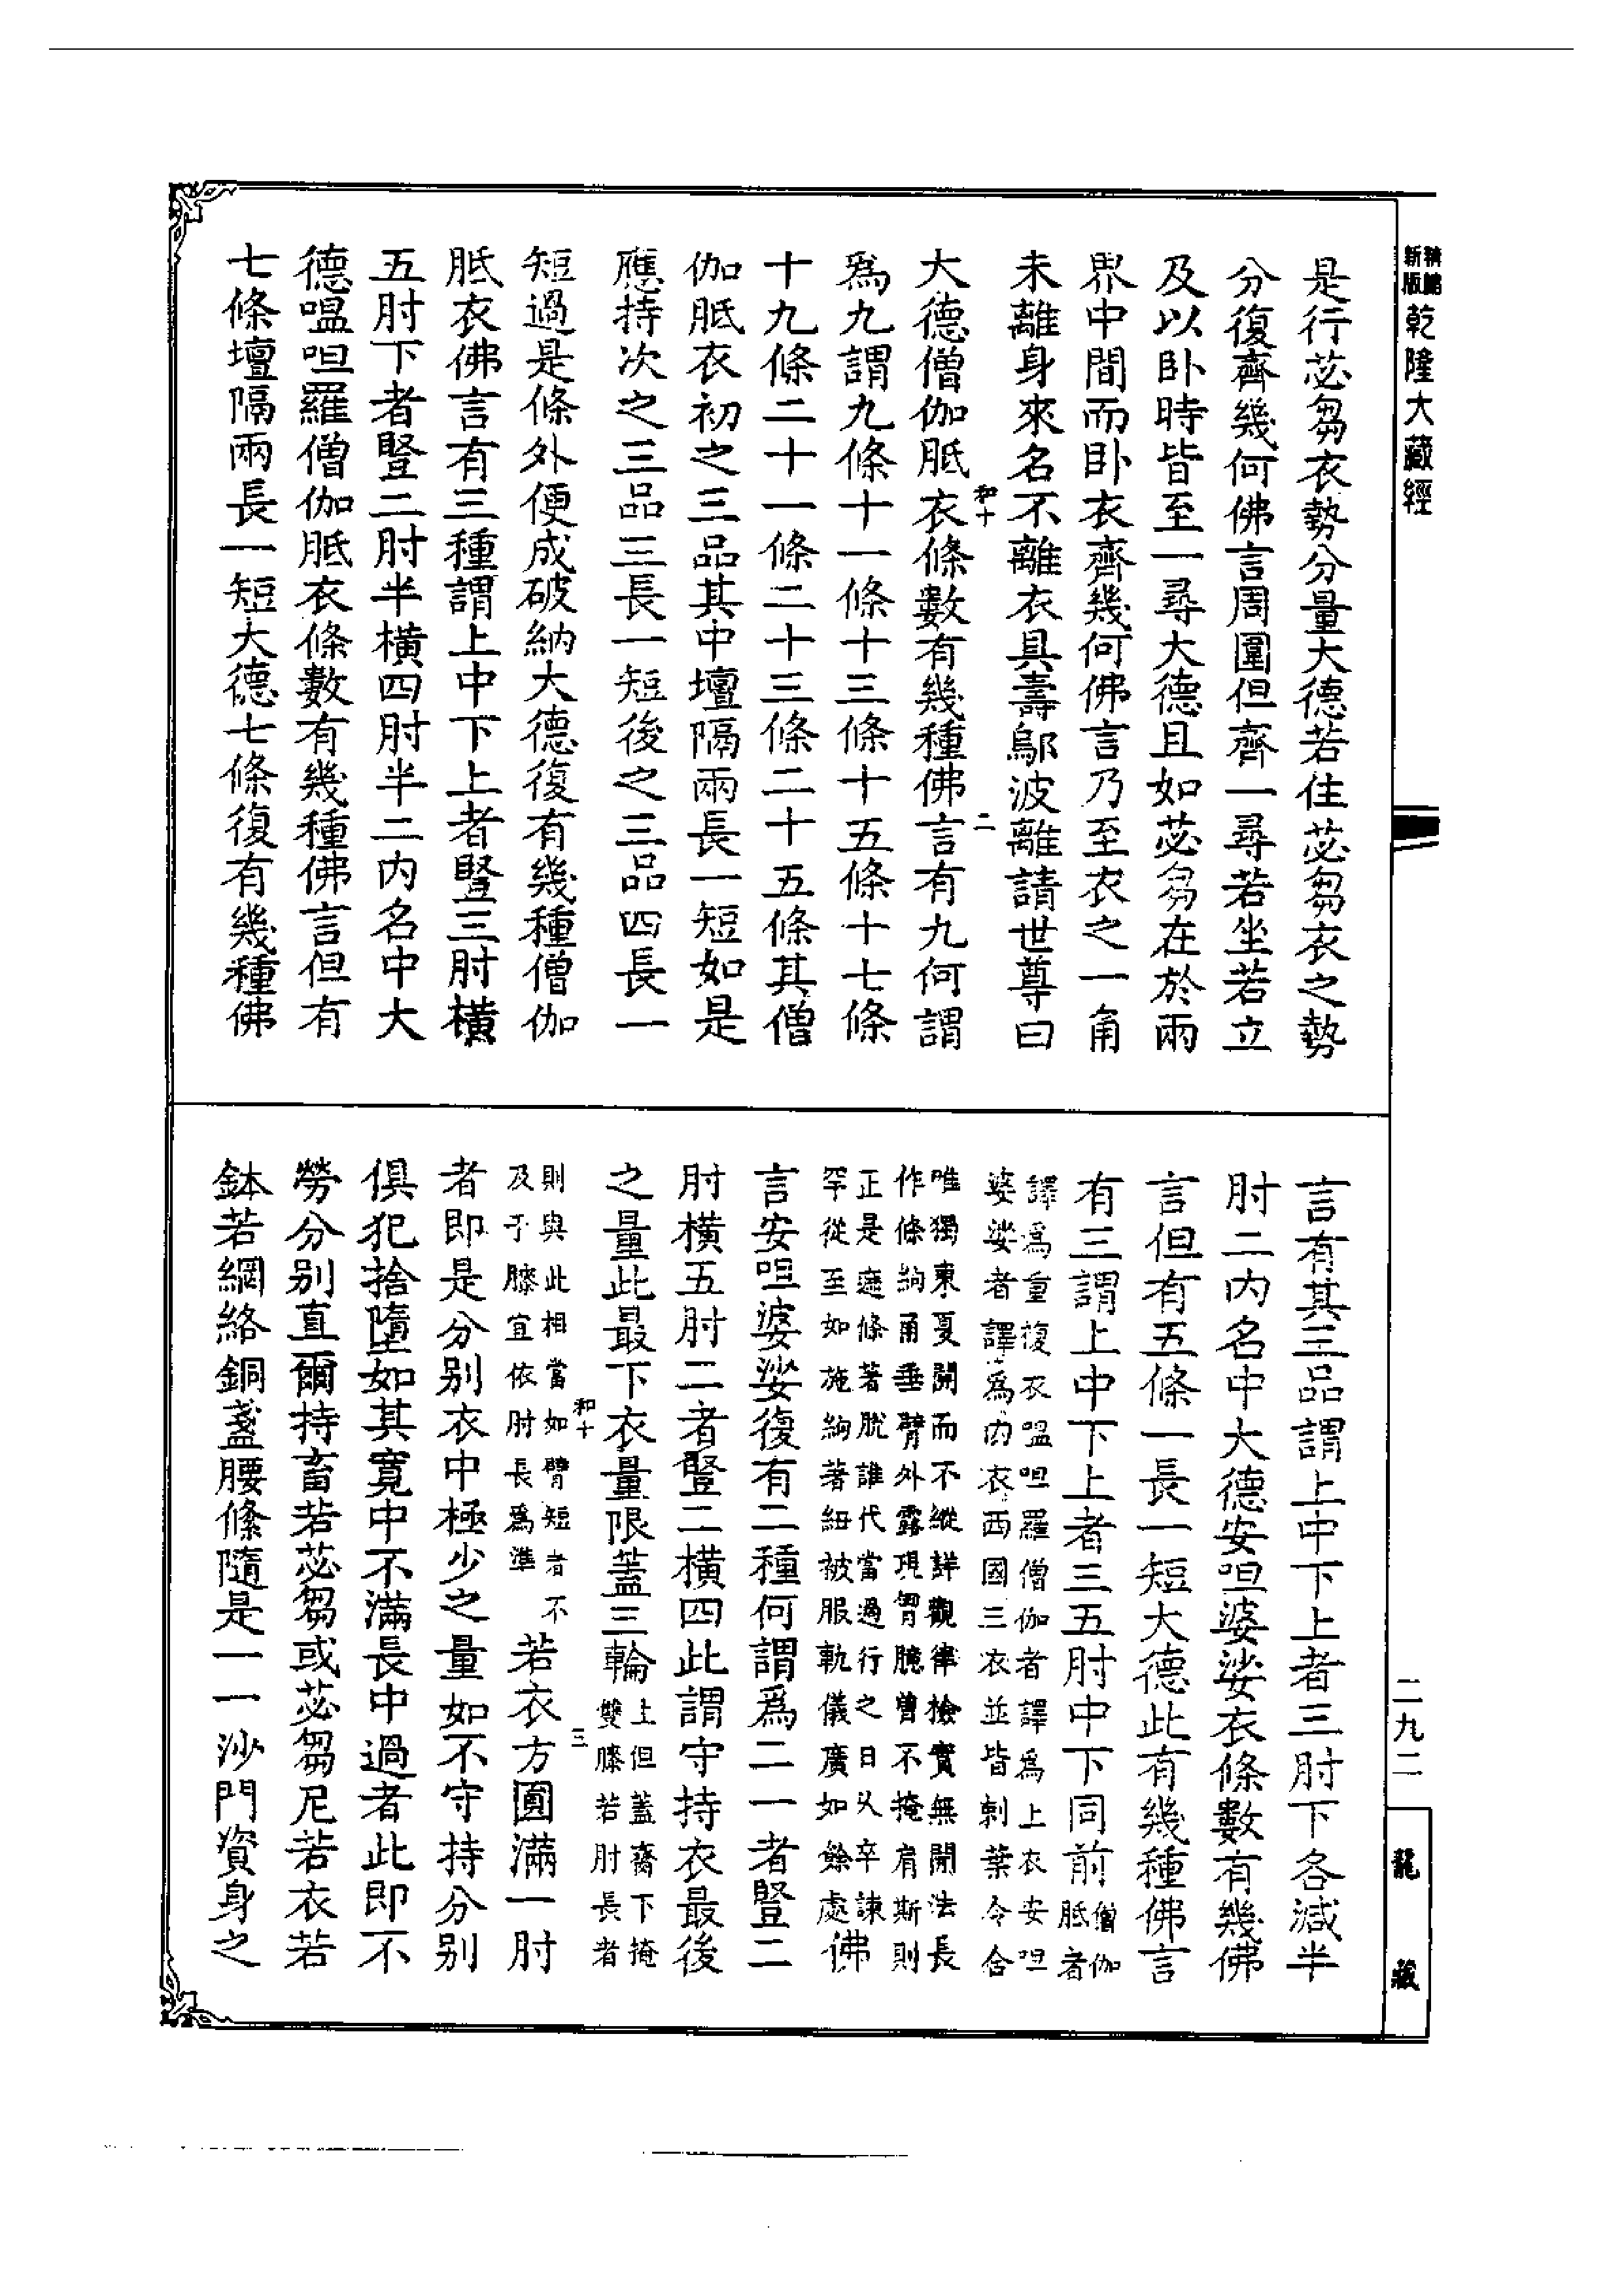 精縮新版乾隆大藏經
二九二
龍藏
是行苾芻衣勢分量大德若住苾芻衣之勢
分復齊幾何佛言周圍但齊一尋若坐若立
及以臥時皆至一尋大德且如苾芻在於兩
界中間而臥衣齊幾何佛言乃至衣之一角
未離身來名不離衣具壽鄔波離請世尊曰
和十
二
大德僧伽胝衣條數有幾種佛言有九何謂
爲九謂九條十一條十三條十五條十七條
十九條二十一條二十三條二十五條其僧
伽胝衣初之三品其中壇隔兩長一短如是
應持次之三品三長一短後之三品四長一
短過是條外便成破納大德復有幾種僧伽
胝衣佛言有三種謂上中下上者豎三肘橫
五肘下者豎二肘半橫四肘半二內名中大
德嗢呾羅僧伽胝衣條數有幾種佛言但有
七條壇隔兩長一短大德七條復有幾種佛
言有其三品謂上中下上者三肘下各減半
肘二內名中大德安呾婆娑衣條數有幾佛
言但有五條一長一短大德此有幾種佛言
有三謂上中下上者三五肘中下同前僧伽胝者
譯爲重復衣嗢呾羅僧伽者譯爲上衣安呾
婆娑者譯爲內衣西國三衣並皆刺葉令合
唯獨東夏開而不縱詳觀律檢實無開法長
作條絇甬垂臂外露現胷臆曾不掩肩斯則
正是遮條著脫誰代當過行之日以卒諫
罕從至如施絇著紐被服軌儀廣如餘處佛
言安呾婆娑復有二種何謂爲二一者豎二
肘橫五肘二者豎二橫四此謂守持衣最後
之量此最下衣量限蓋三輪上但蓋齊下掩雙膝若肘長者
和十
三
則與此相當如臂短者不
及于膝宜依肘長爲準
若衣方圓滿一肘
者即是分別衣中極少之量如不守持分別
俱犯捨墮如其寬中不滿長中過者此即不
勞分別直爾持畜若苾芻或苾芻尼若衣若
鉢若網絡銅盞腰絛隨是一一沙門資身之